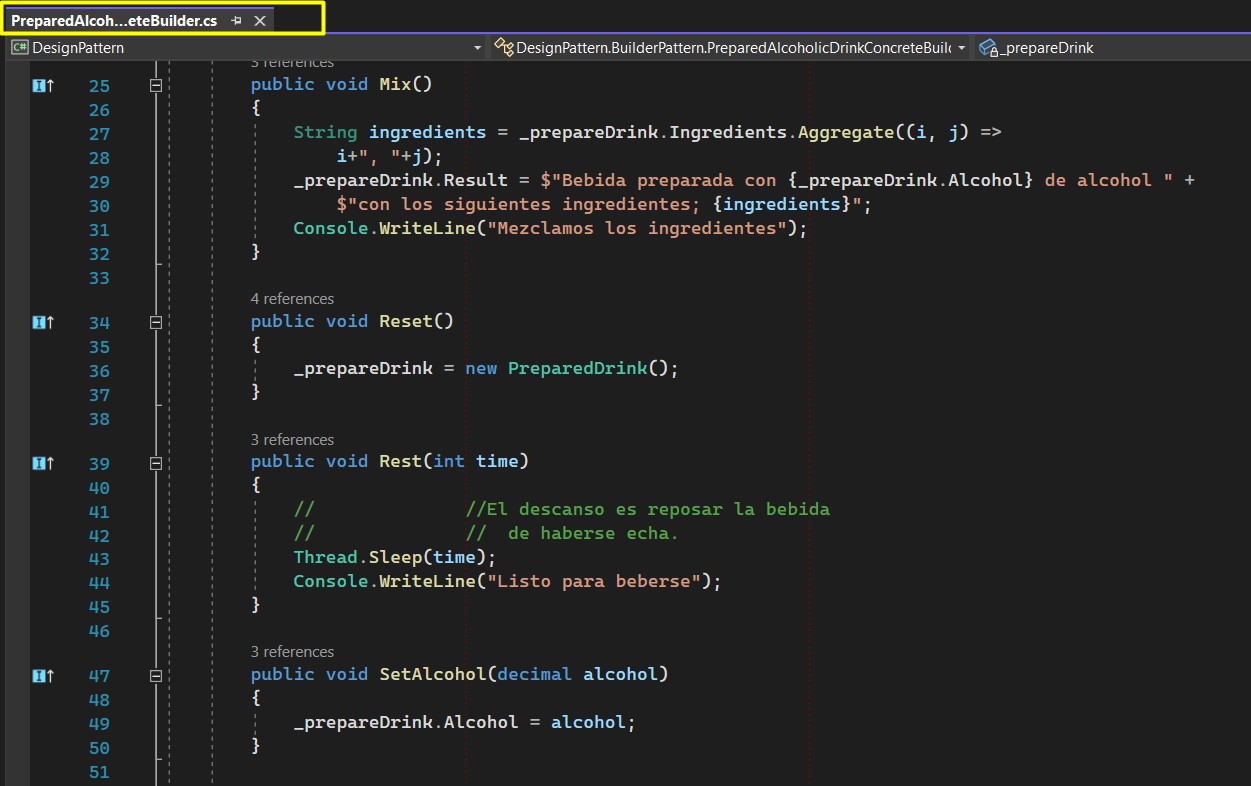 PreparedAlcoh...eteBuilder.cs
C# DesignPattern DesignPattern.BuilderPattern.PreparedAlcoholicDrinkConcreteBuil _prepareDrink
3 references
25 public void Mix()
26 {
27 String ingredients = _prepareDrink.Ingredients.Aggregate((i, j) =>
28 i+", "+j);
29 _prepareDrink.Result = $"Bebida preparada con {_prepareDrink.Alcohol} de alcohol " +
30 $"con los siguientes ingredientes; {ingredients}";
31 Console.WriteLine("Mezclamos los ingredientes");
32 }
33
4 references
34 public void Reset()
35 {
36 _prepareDrink = new PreparedDrink();
37 }
38
3 references
39 public void Rest(int time)
40 {
41 // //El descanso es reposar la bebida
42 // // de haberse echa.
43 Thread.Sleep(time);
44 Console.WriteLine("Listo para beberse");
45 }
46
3 references
47 public void SetAlcohol(decimal alcohol)
48 {
49 _prepareDrink.Alcohol = alcohol;
50 }
51